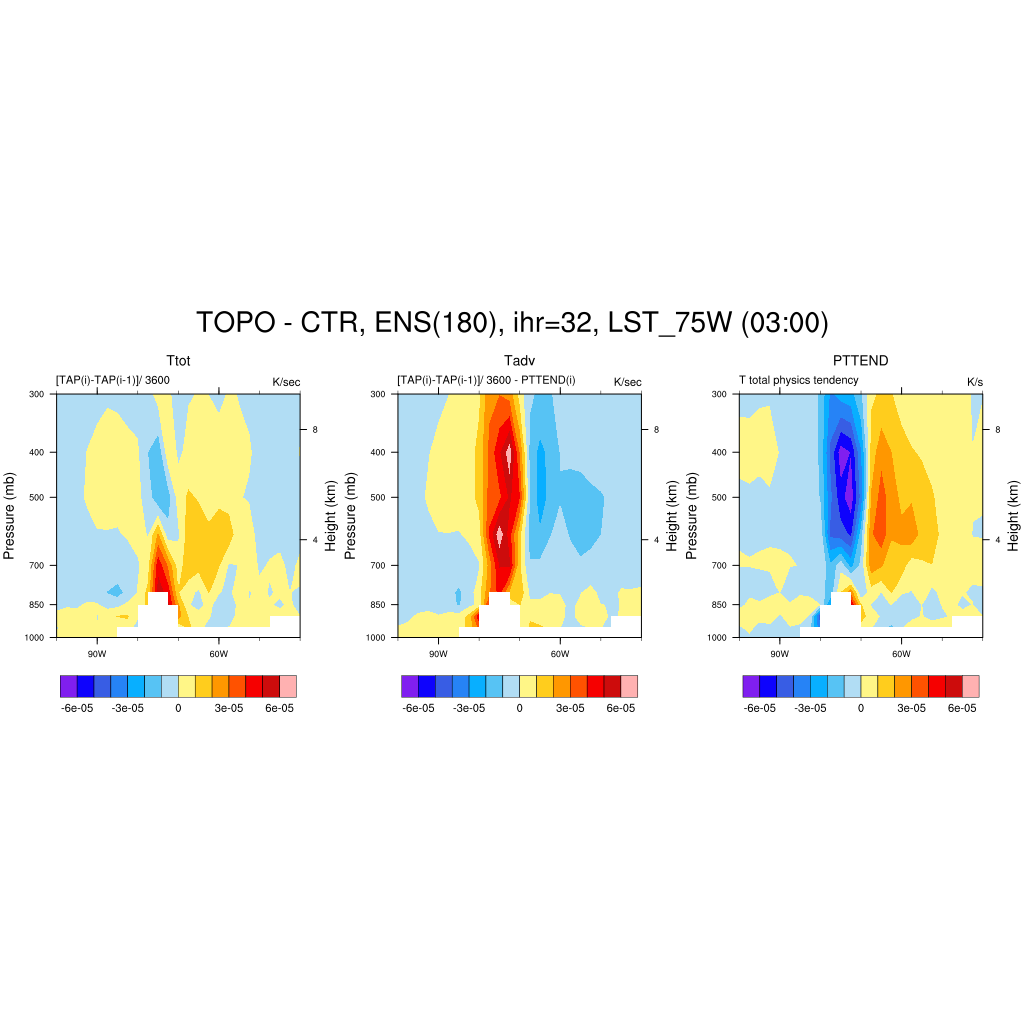 TOPO - CTR, ENS(180), ihr=32, LST_75W (03:00)
Ttot
[TAP(i)-TAP(i-1)]/ 3600 K/sec
Pressure (mb)
300
400
500
700
850
1000
90W 60W
8
4
Height (km)
-6e-05 -3e-05 0 3e-05 6e-05
Tadv
[TAP(i)-TAP(i-1)]/ 3600 - PTTEND(i) K/sec
Pressure (mb)
300
400
500
700
850
1000
90W 60W
8
4
Height (km)
-6e-05 -3e-05 0 3e-05 6e-05
PTTEND
T total physics tendency K/s
Pressure (mb)
300
400
500
700
850
1000
90W 60W
8
4
Height (km)
-6e-05 -3e-05 0 3e-05 6e-05